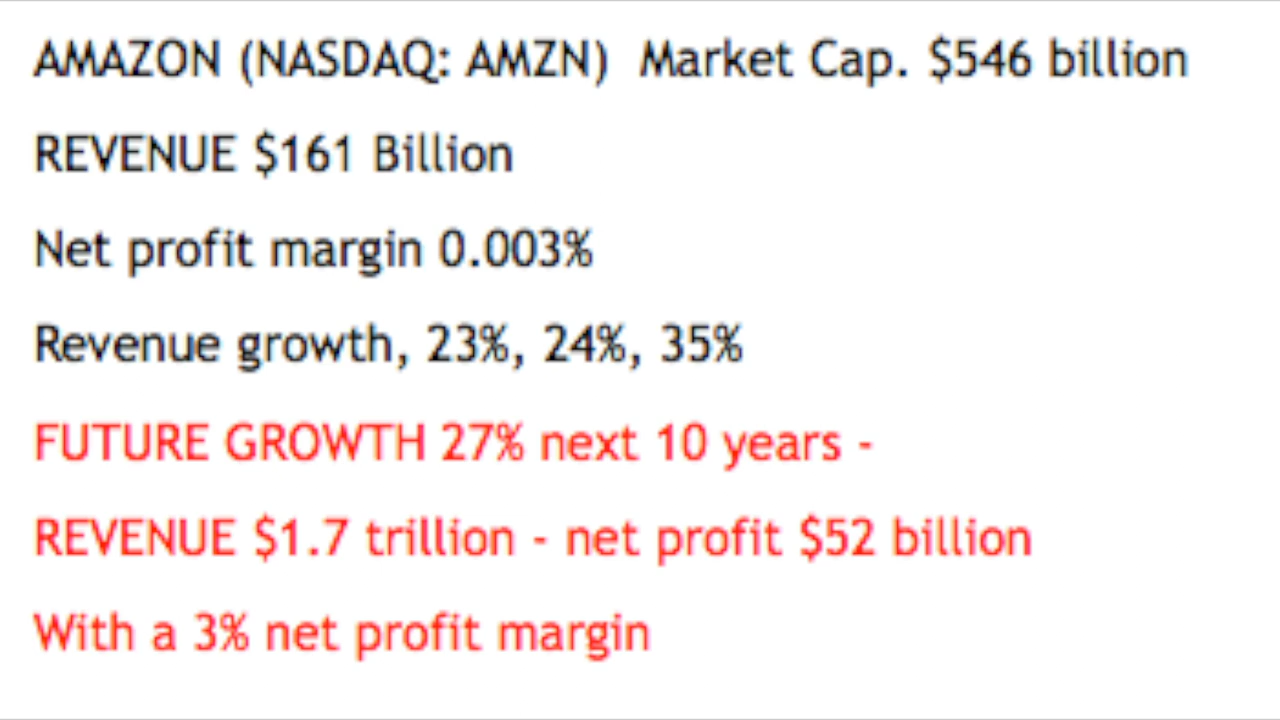 AMAZON (NASDAQ: AMZN) Market Cap. $546 billion
REVENUE $161 Billion
Net profit margin 0.003%
Revenue growth, 23%, 24%, 35%
FUTURE GROWTH 27% next 10 years -
REVENUE $1.7 trillion - net profit $52 billion
With a 3% net profit margin